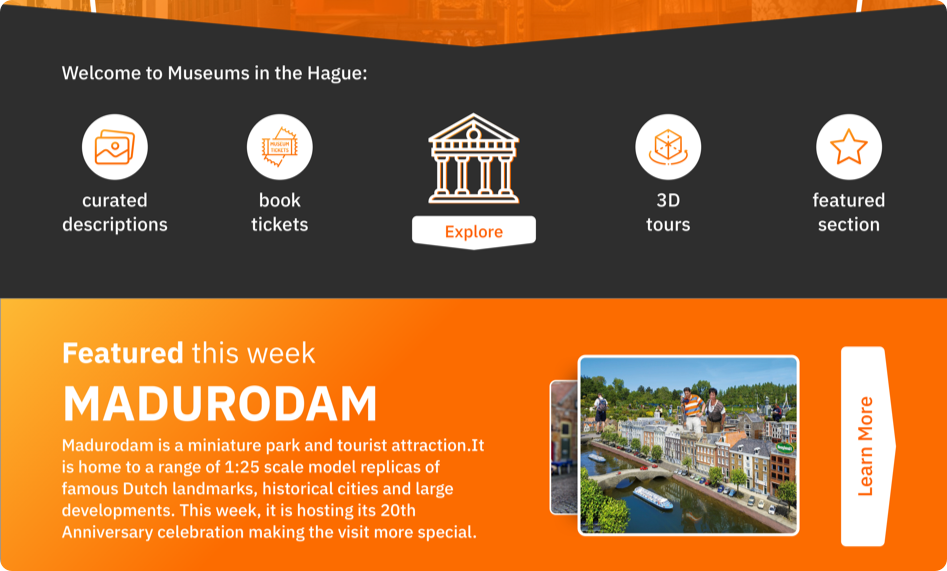 Welcome to Museums in the Hague:
curated
descriptions
MUSEUM
TICKETS
book
tickets
Explore
3D
tours
featured
section
Featured this week
MADURODAM
Madurodam is a miniature park and tourist attraction.It
is home to a range of 1:25 scale model replicas of
famous Dutch landmarks, historical cities and large
developments. This week, it is hosting its 20th
Anniversary celebration making the visit more special.
Learn More